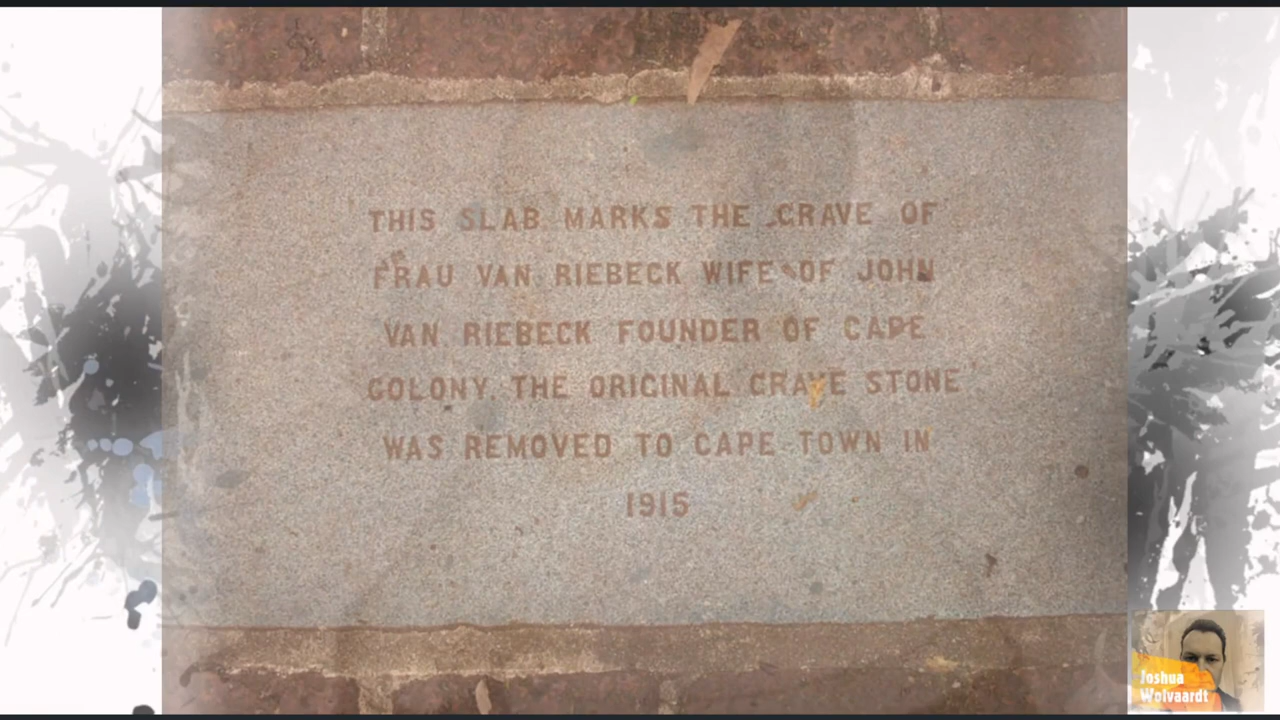 THIS SLAB MARKS THE GRAVE OF
FRAU VAN RIEBECK WIFE OF JOHN
VAN RIEBECK FOUNDER OF CAPE
COLONY. THE ORIGINAL GRAVE STONE
WAS REMOVED TO CAPE TOWN IN
1915
Joshua
Wolvaardt